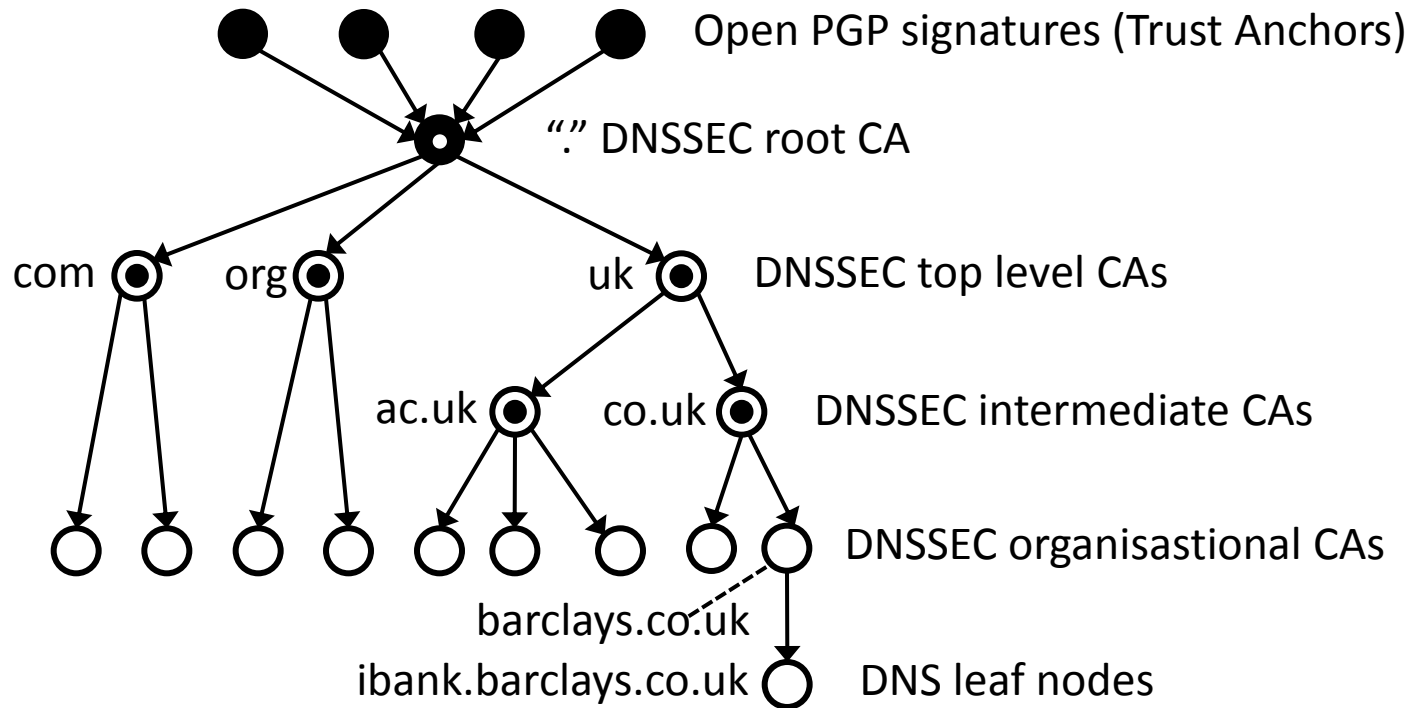 Open PGP signatures (Trust Anchors)
“.” DNSSEC root CA
com
org
uk
DNSSEC top level CAs
ac.uk
co.uk
DNSSEC intermediate CAs
DNSSEC organisastional CAs
barclays.co.uk
ibank.barclays.co.uk
DNS leaf nodes